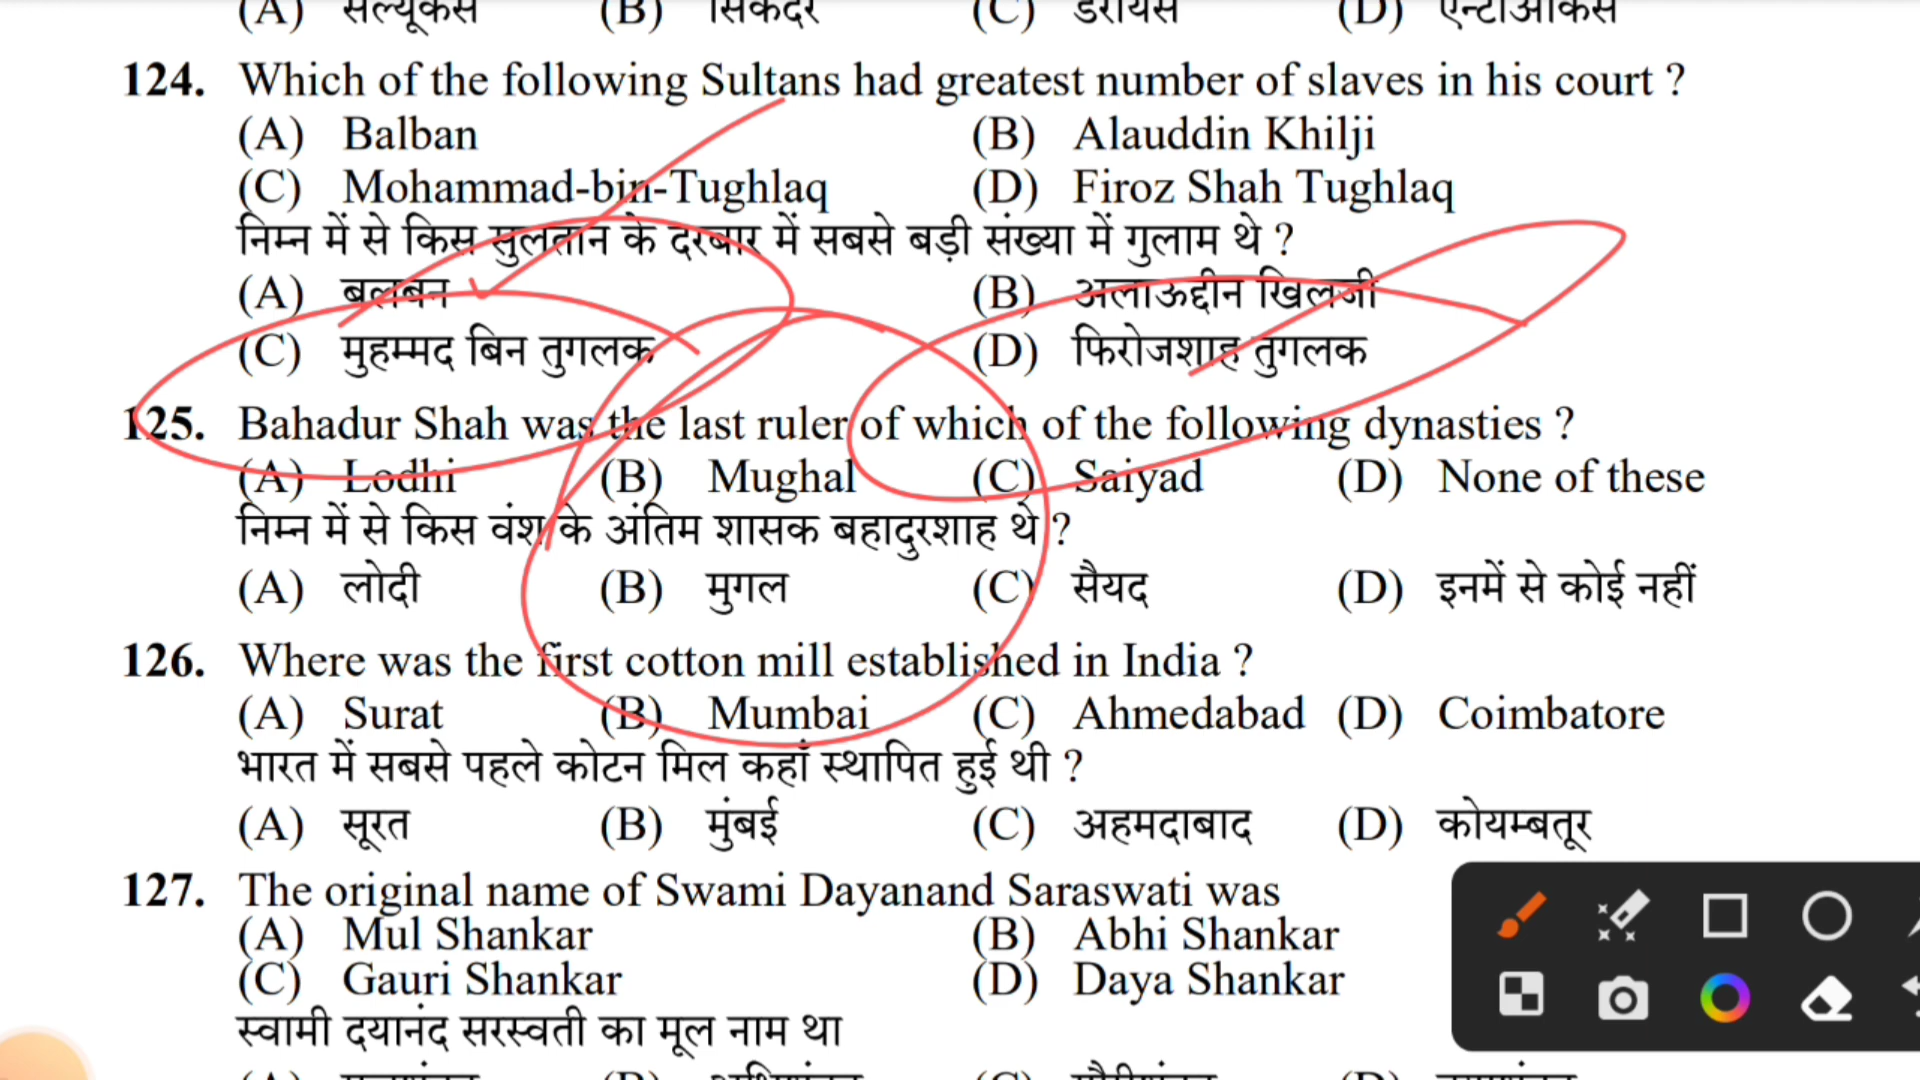 (A) सेल्यूकस (B) सिकंदर (C) डेरायस (D) एन्टीओकस
124. Which of the following Sultans had greatest number of slaves in his court ?
(A) Balban (B) Alauddin Khilji
(C) Mohammad-bin-Tughlaq (D) Firoz Shah Tughlaq
निम्न में से किस सुलतान के दरबार में सबसे बड़ी संख्या में गुलाम थे ?
(A) बलबन (B) अलाऊद्दीन खिलजी
(C) मुहम्मद बिन तुगलक (D) फिरोजशाह तुगलक
125. Bahadur Shah was the last ruler of which of the following dynasties ?
(A) Lodhi (B) Mughal (C) Saiyad (D) None of these
निम्न में से किस वंश के अंतिम शासक बहादुरशाह थे ?
(A) लोदी (B) मुगल (C) सैयद (D) इनमें से कोई नहीं
126. Where was the first cotton mill established in India ?
(A) Surat (B) Mumbai (C) Ahmedabad (D) Coimbatore
भारत में सबसे पहले कोटन मिल कहाँ स्थापित हुई थी ?
(A) सूरत (B) मुंबई (C) अहमदाबाद (D) कोयम्बतूर
127. The original name of Swami Dayanand Saraswati was
(A) Mul Shankar (B) Abhi Shankar
(C) Gauri Shankar (D) Daya Shankar
स्वामी दयानंद सरस्वती का मूल नाम था